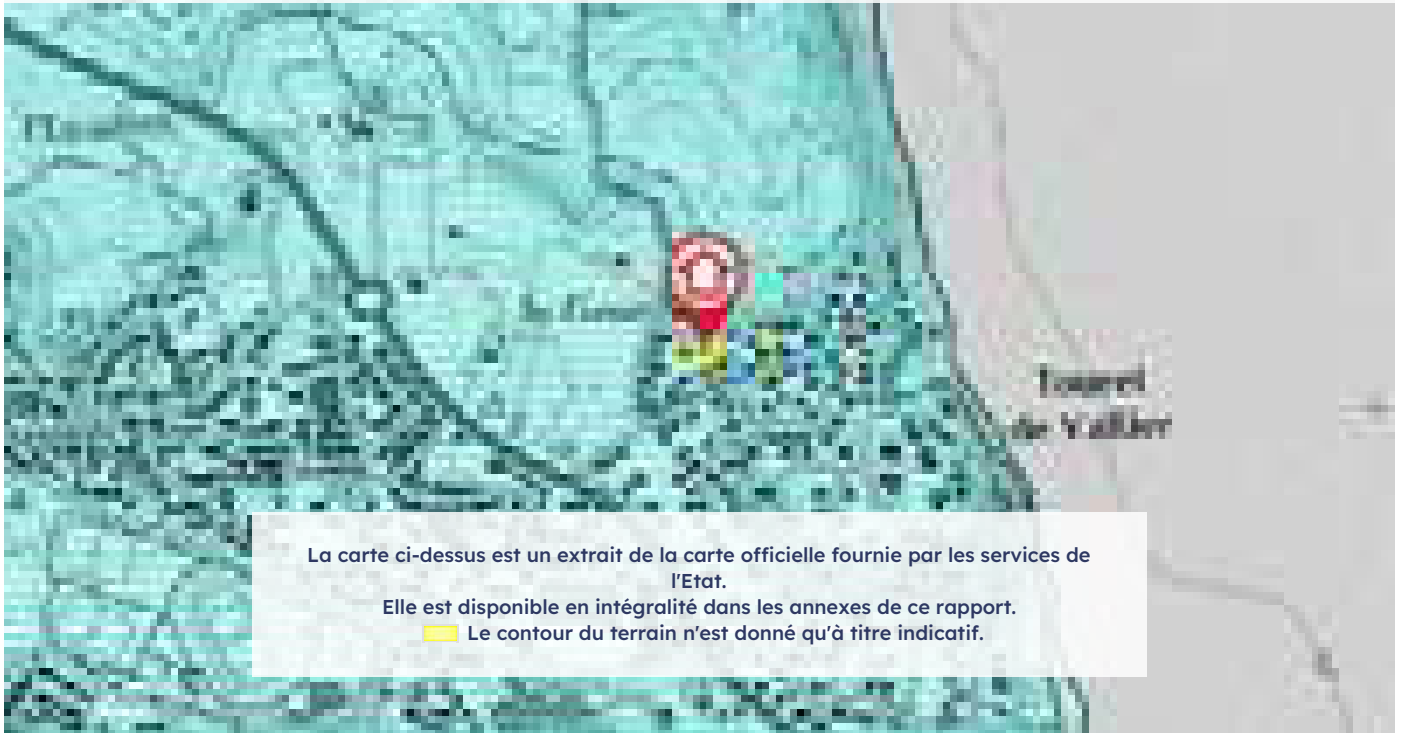 La carte ci-dessus est un extrait de la carte officielle fournie par les services de
l'Etat.
Elle est disponible en intégralité dans les annexes de ce rapport.
Le contour du terrain n'est donné qu'à titre indicatif.